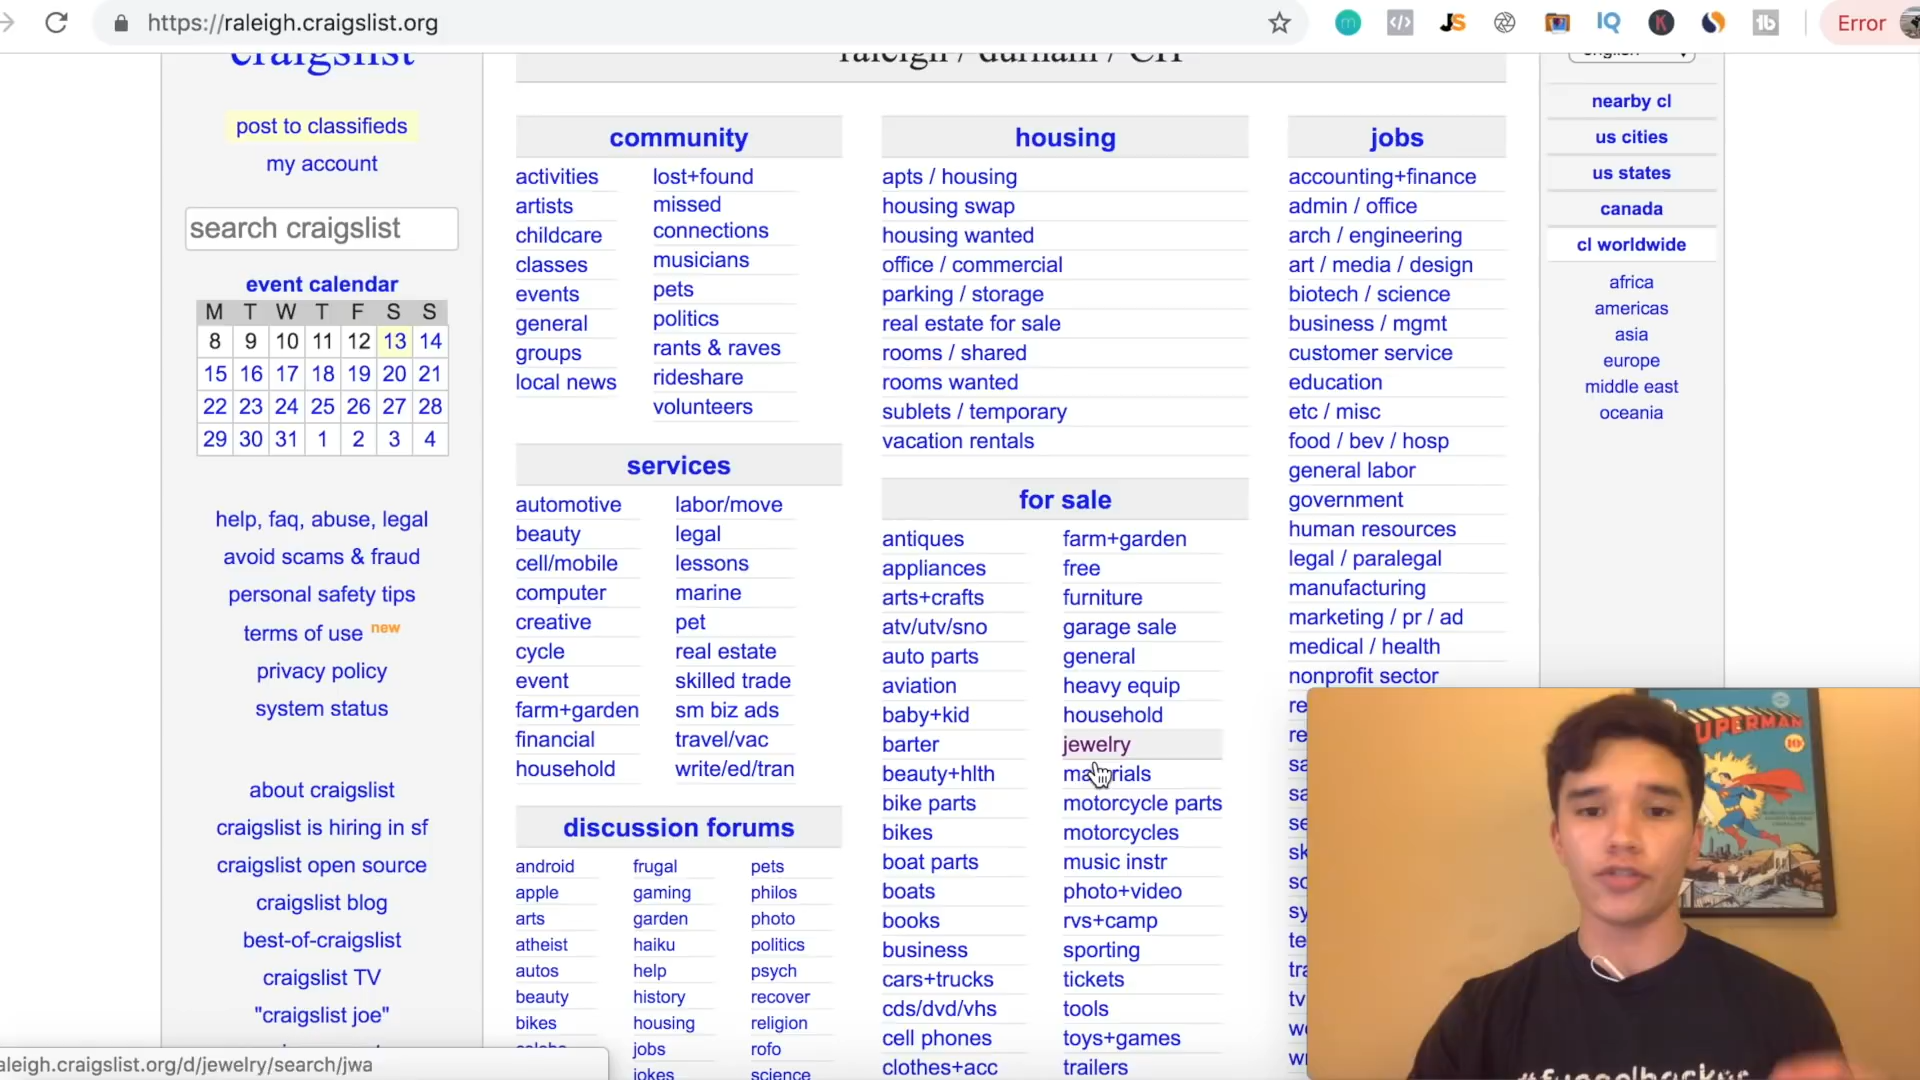 https://raleigh.craigslist.org
Error
craigslist
post to classifieds
my account
search craigslist
event calendar
M T W T F S S
8 9 10 11 12 13 14
15 16 17 18 19 20 21
22 23 24 25 26 27 28
29 30 31 1 2 3 4
help, faq, abuse, legal
avoid scams & fraud
personal safety tips
terms of use new
privacy policy
system status
about craigslist
craigslist is hiring in sf
craigslist open source
craigslist blog
best-of-craigslist
craigslist TV
"craigslist joe"
raleigh / durham / CH
community
activities
artists
childcare
classes
events
general
groups
local news
lost+found
missed
connections
musicians
pets
politics
rants & raves
rideshare
volunteers
services
automotive
beauty
cell/mobile
computer
creative
cycle
event
farm+garden
financial
household
labor/move
legal
lessons
marine
pet
real estate
skilled trade
sm biz ads
travel/vac
write/ed/tran
discussion forums
android
apple
arts
atheist
autos
beauty
bikes
frugal
gaming
garden
haiku
help
history
housing
jobs
jokes
pets
philos
photo
politics
psych
recover
religion
rofo
science
housing
apts / housing
housing swap
housing wanted
office / commercial
parking / storage
real estate for sale
rooms / shared
rooms wanted
sublets / temporary
vacation rentals
for sale
antiques
appliances
arts+crafts
atv/utv/sno
auto parts
aviation
baby+kid
barter
beauty+hlth
bike parts
bikes
boat parts
boats
books
business
cars+trucks
cds/dvd/vhs
cell phones
clothes+acc
farm+garden
free
furniture
garage sale
general
heavy equip
household
jewelry
materials
motorcycle parts
motorcycles
music instr
photo+video
rvs+camp
sporting
tickets
tools
toys+games
trailers
jobs
accounting+finance
admin / office
arch / engineering
art / media / design
biotech / science
business / mgmt
customer service
education
etc / misc
food / bev / hosp
general labor
government
human resources
legal / paralegal
manufacturing
marketing / pr / ad
medical / health
nonprofit sector
english
nearby cl
us cities
us states
canada
cl worldwide
africa
americas
asia
europe
middle east
oceania
SUPERMAN
aleigh.craigslist.org/d/jewelry/search/jwa